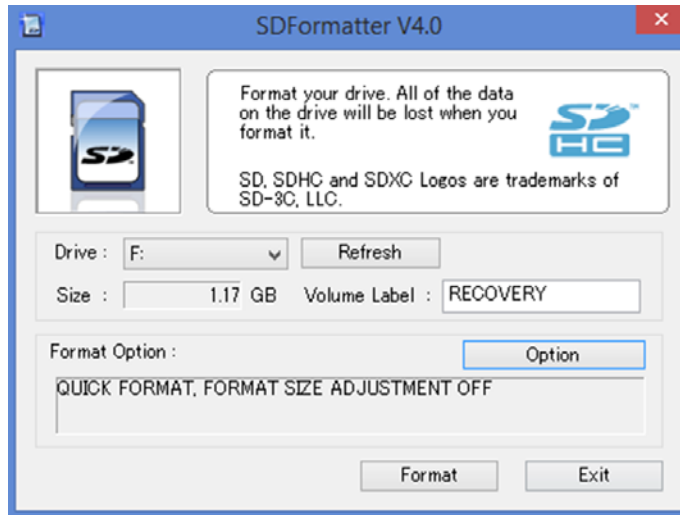 SDFormatter V4.0
Format your drive. All of the data
on the drive will be lost when you
format it.
SD, SDHC and SDXC Logos are trademarks of
SD-3C, LLC.
SD
SD
HC
Drive : F: Refresh
Size : 1.17 GB Volume Label : RECOVERY
Format Option : Option
QUICK FORMAT, FORMAT SIZE ADJUSTMENT OFF
Format Exit